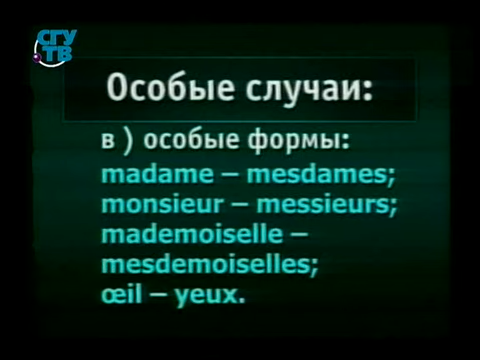 СГУ
ТВ
Особые случаи:
в ) особые формы:
madame – mesdames;
monsieur – messieurs;
mademoiselle –
mesdemoiselles;
œil – yeux.